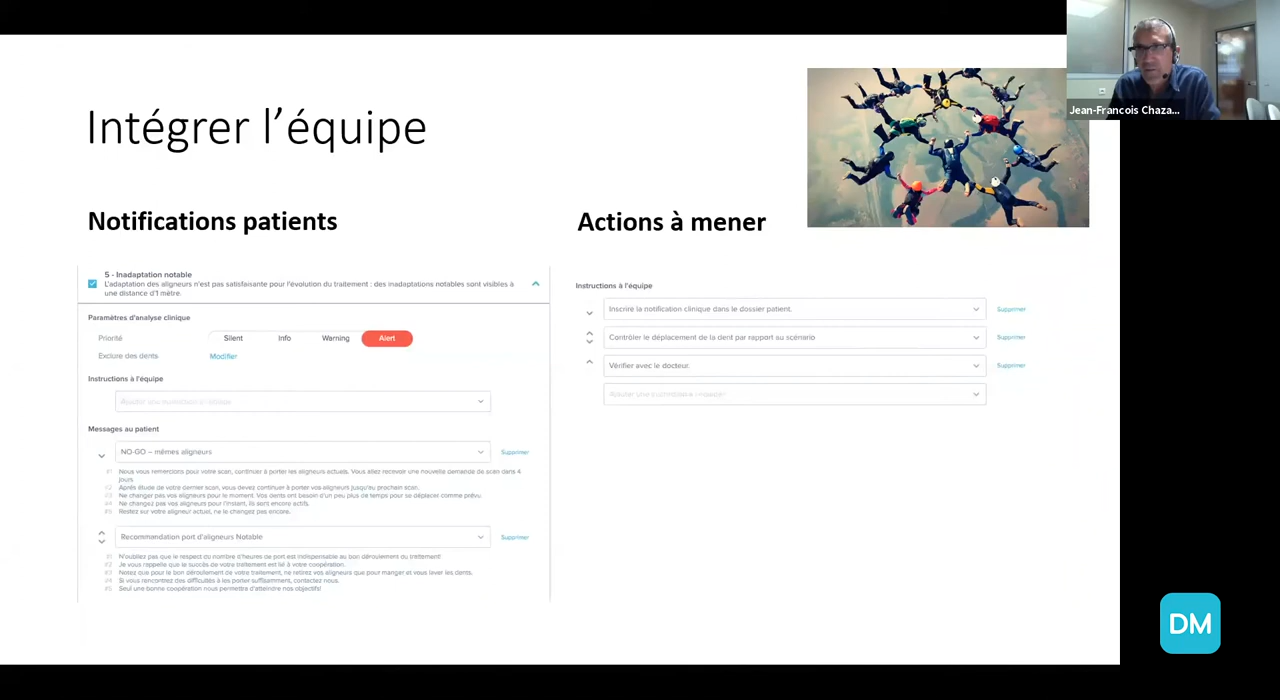 Jean-Francois Chaza...
Intégrer l'équipe
Notifications patients
5 - Inadaptation notable
L'adaptation des aligneurs n'est pas satisfaisante pour l'évolution du traitement : des inadaptations notables sont visibles à
une distance d'1 mètre.
Paramètres d'analyse clinique
Priorité Silent Info Warning Alert
Exclure des dents Modifier
Instructions à l'équipe
Messages au patient
NO-GO – mêmes aligneurs Supprimer
#1 Nous vous remercions pour votre scan, continuer à porter les aligneurs actuels. Vous allez recevoir une nouvelle demande de scan dans 4
jours.
#2 Après étude de votre dernier scan, vous devez continuer à porter vos aligneurs jusqu'au prochain scan.
#3 Ne changer pas vos aligneurs pour le moment. Vos dents ont besoin d'un peu plus de temps pour se déplacer comme prévu.
#4 Ne changez pas vos aligneurs pour l'instant, ils sont encore actifs.
#5 Restez sur votre aligneur actuel, ne le changez pas encore.
Recommandation port d'aligneurs Notable Supprimer
#1 N'oubliez pas que le respect du nombre d'heures de port est indispensable au bon déroulement du traitement!
#2 Je vous rappelle que le succès de votre traitement est lié à votre coopération.
#3 Notez que pour le bon déroulement de votre traitement, ne retirez vos aligneurs que pour manger et vous laver les dents.
#4 Si vous rencontrez des difficultés à les porter suffisamment, contactez nous.
#5 Seul une bonne coopération nous permettre d'atteindre nos objectifs!
Actions à mener
Instructions à l'équipe
Inscrire la notification clinique dans le dossier patient. Supprimer
Contrôler le déplacement de la dent par rapport au scénario Supprimer
Vérifier avec le docteur. Supprimer
DM